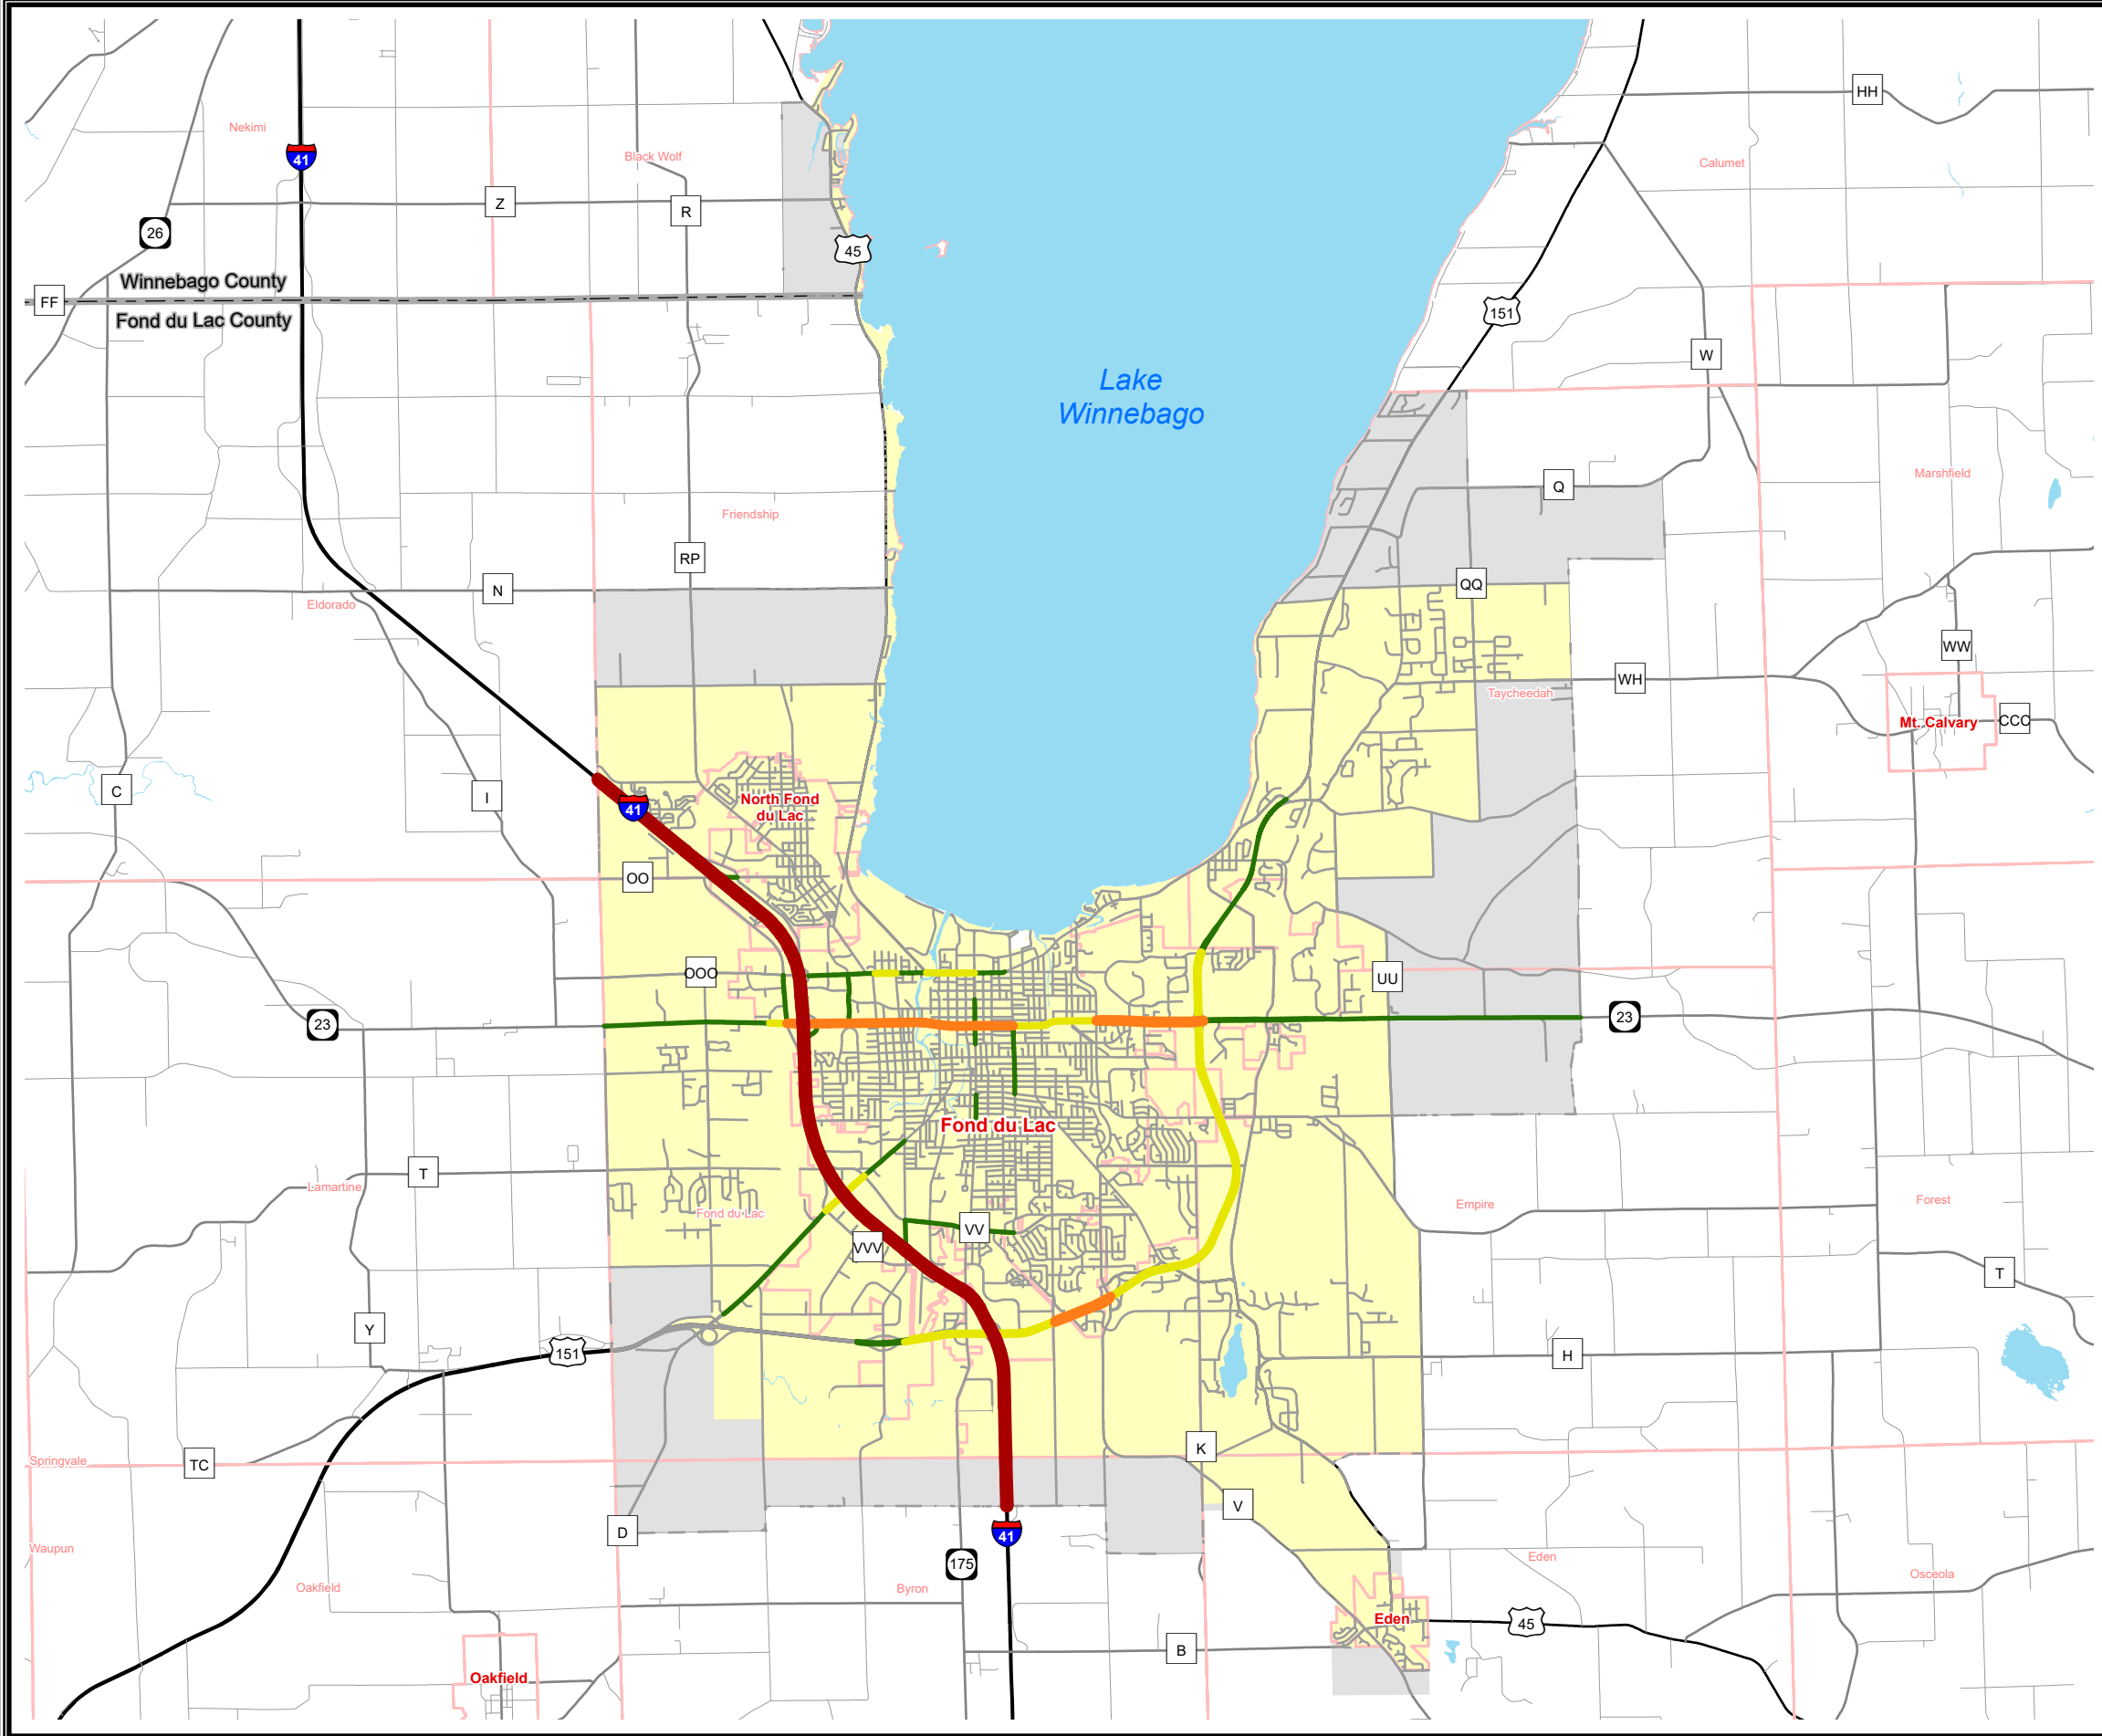 HH
Nekimi
41
Black Wolf
Calumet
Z
R
26
45
Winnebago County
FF
Fond du Lac County
151
W
Lake
Winnebago
Marshfield
Q
Friendship
RP
QQ
N
Eldorado
WW
WH
Taycheedah
Mt. Calvary
CCC
C
I
North Fond
du Lac
41
OO
OOO
UU
23
23
Fond du Lac
T
Lamartine
Empire
Forest
Fond du Lac
VV
VVV
T
Y
151
H
K
Springvale
TC
V
D
41
Waupun
175
Eden
Oakfield
Byron
Osceola
Eden
45
B
Oakfield